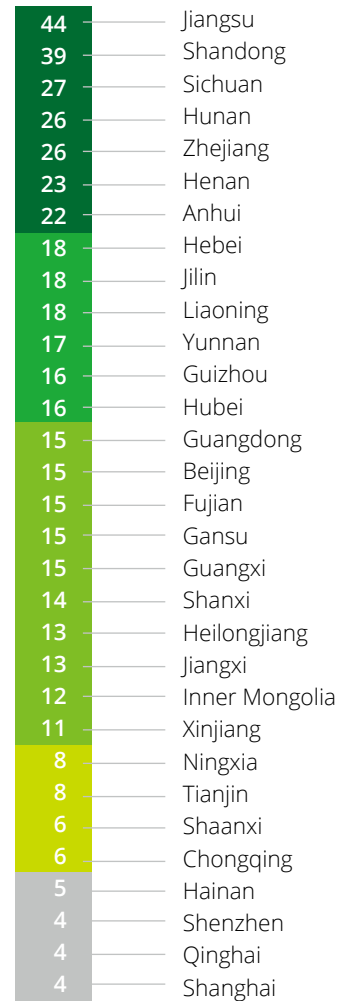 44 Jiangsu
39 Shandong
27 Sichuan
26 Hunan
26 Zhejiang
23 Henan
22 Anhui
18 Hebei
18 Jilin
18 Liaoning
17 Yunnan
16 Guizhou
16 Hubei
15 Guangdong
15 Beijing
15 Fujian
15 Gansu
15 Guangxi
14 Shanxi
13 Heilongjiang
13 Jiangxi
12 Inner Mongolia
11 Xinjiang
8 Ningxia
8 Tianjin
6 Shaanxi
6 Chongqing
5 Hainan
4 Shenzhen
4 Qinghai
4 Shanghai